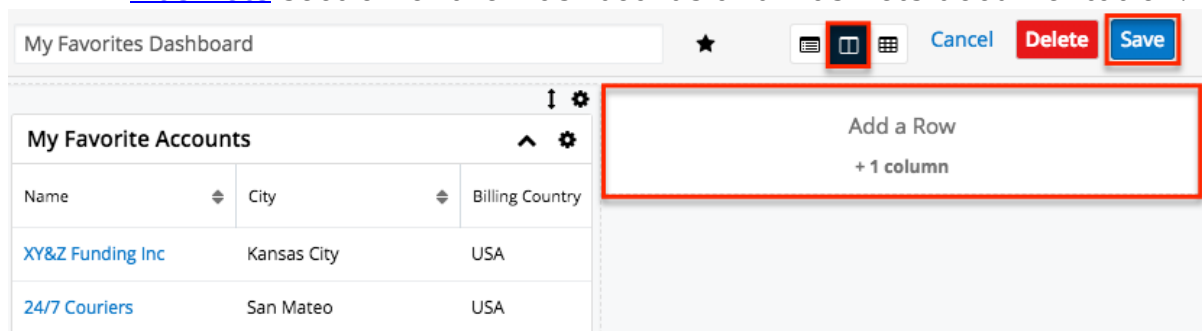 My Favorites Dashboard Cancel Delete Save
My Favorite Accounts
Add a Row
+ 1 column
Name City Billing Country
XY&Z Funding Inc Kansas City USA
24/7 Couriers San Mateo USA